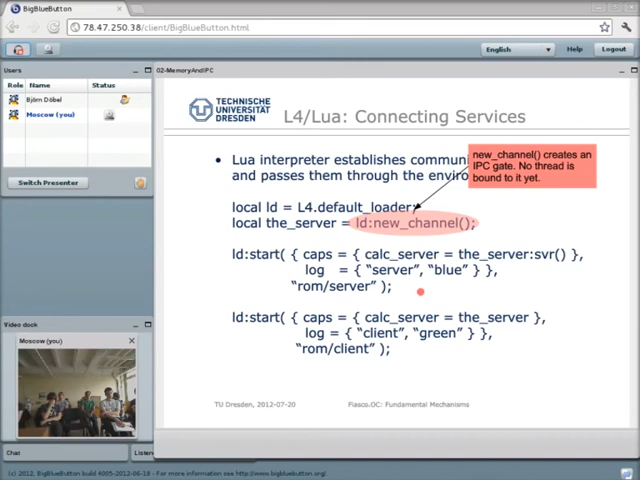 BigBlueButton
78.47.250.38/client/BigBlueButton.html
English
Help
Logout
Users
02-MemoryAndIPC
Role Name Status
Björn Döbel
Moscow (you)
Switch Presenter
Video dock
Moscow (you)
Chat
Listen
TECHNISCHE
UNIVERSITÄT
DRESDEN
L4/Lua: Connecting Services
• Lua interpreter establishes commun
and passes them through the enviro
new_channel() creates an
IPC gate. No thread is
bound to it yet.
local ld = L4.default_loader;
local the_server = ld:new_channel();
ld:start( { caps = { calc_server = the_server:svr() },
log = { “server”, “blue” } },
“rom/server” );
ld:start( { caps = { calc_server = the_server },
log = { “client”, “green” } },
“rom/client” );
TU Dresden, 2012-07-20
Fiasco.OC: Fundamental Mechanisms
(c) 2012, BigBlueButton build 4005-2012-06-18 - For more information see http://www.bigbluebutton.org/.